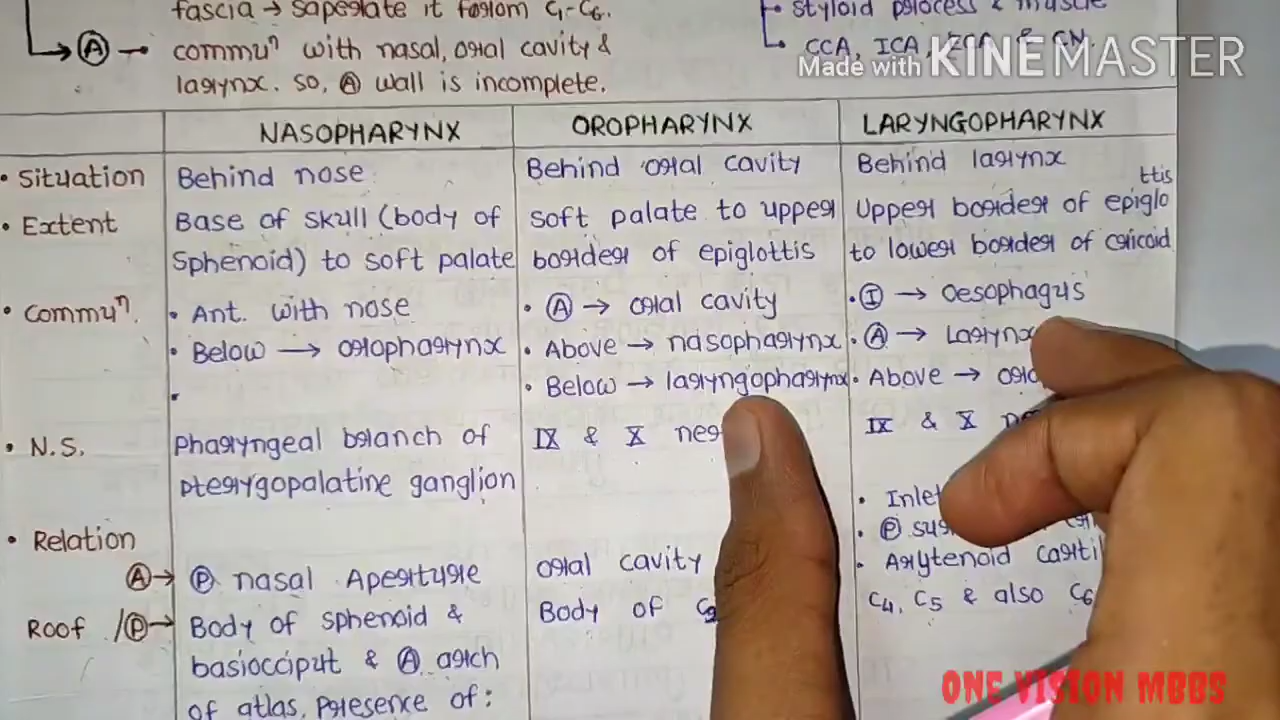 fascia → saperate it form C₁-C₆.
Styloid process & muscle
Ⓐ → commuⁿ with nasal, oral cavity &
CCA, ICA, ECA & CN.
larynx. so, Ⓐ wall is incomplete.
Made with KINEMASTER
NASOPHARYNX OROPHARYNX LARYNGOPHARYNX
• Situation Behind nose Behind oral cavity Behind larynx
• Extent Base of skull (body of soft palate to upper Upper border of epiglottis
Sphenoid) to soft palate border of epiglottis to lower border of cricoid
• Commuⁿ. • Ant. with nose • Ⓐ → oral cavity • Ⓘ → Oesophagus
• Below → oropharynx • Above → nasopharynx • Ⓐ → Larynx
• • Below → laryngopharynx • Above →
• N.S. Pharyngeal branch of IX & X IX & X
pterygopalatine ganglion
• Inlet
• Relation • Ⓟ
Ⓐ→ Ⓟ nasal Aperture oral cavity • Arytenoid
Roof /Ⓟ→ Body of sphenoid & Body of C₄, C₅ & also C₆
basiocciput & Ⓐ arch
of atlas, presence of:
ONE VISION MBBS